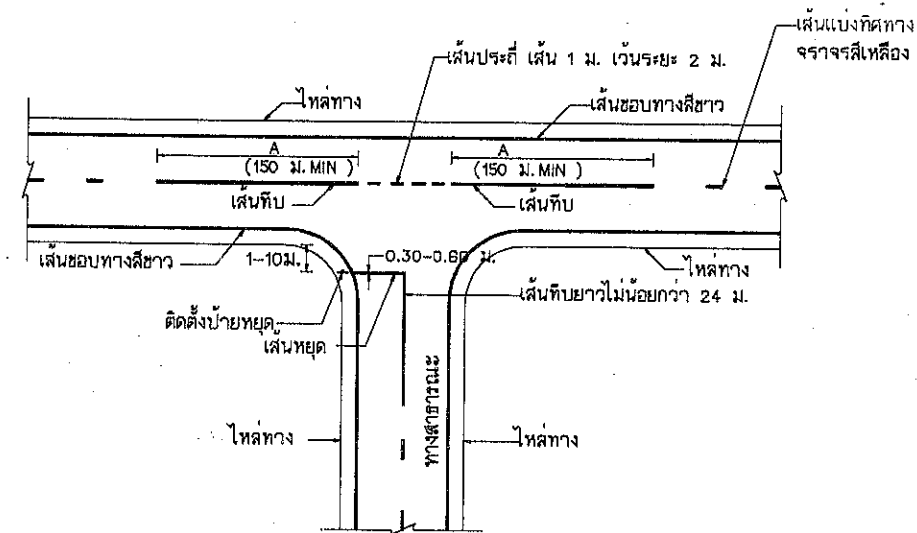 เส้นแบ่งทิศทาง
จราจรสีเหลือง
เส้นประถี่ เส้น 1 ม. เว้นระยะ 2 ม.
ไหล่ทาง
เส้นขอบทางสีขาว
A
(150 ม. MIN )
A
(150 ม. MIN )
เส้นทึบ
เส้นทึบ
เส้นขอบทางสีขาว
1-10ม.
0.30-0.60 ม.
ไหล่ทาง
เส้นทึบยาวไม่น้อยกว่า 24 ม.
ติดตั้งป้ายหยุด
เส้นหยุด
ทางสาธารณะ
ไหล่ทาง
ไหล่ทาง